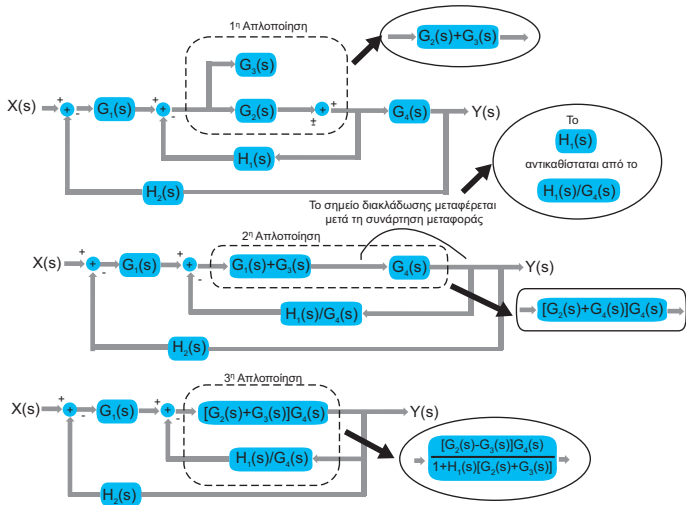 1η Απλοποίηση
G₂(s)+G₃(s)
G₃(s)
X(s)
+
+
-
G₁(s)
+
+
-
G₂(s)
+
+
±
G₄(s)
Y(s)
H₁(s)
H₂(s)
Το
H₁(s)
αντικαθίσταται από το
H₁(s)/G₄(s)
Το σημείο διακλάδωσης μεταφέρεται
μετά τη συνάρτηση μεταφοράς
2η Απλοποίηση
X(s)
+
+
-
G₁(s)
+
+
-
G₁(s)+G₃(s)
G₄(s)
Y(s)
H₁(s)/G₄(s)
H₂(s)
[G₂(s)+G₄(s)]G₄(s)
3η Απλοποίηση
X(s)
+
+
-
G₁(s)
+
+
-
[G₂(s)+G₃(s)]G₄(s)
Y(s)
H₁(s)/G₄(s)
H₂(s)
[G₂(s)-G₃(s)]G₄(s)
1+H₁(s)[G₂(s)+G₃(s)]